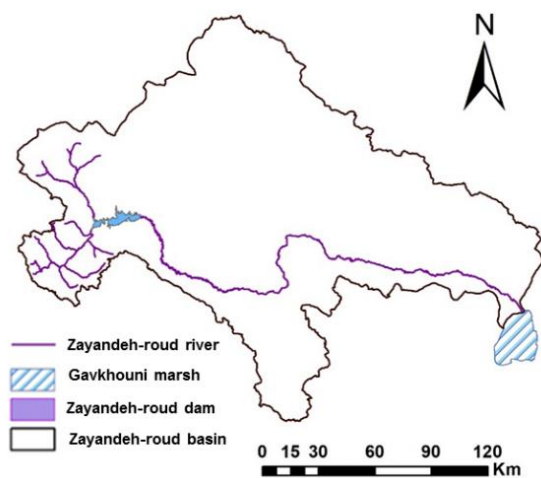 N
Zayandeh-roud river
Gavkhouni marsh
Zayandeh-roud dam
Zayandeh-roud basin
0 15 30 60 90 120
Km